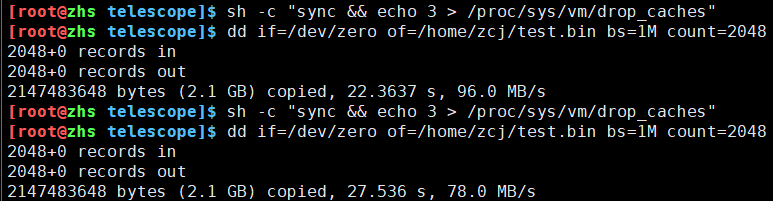 [root@zhs telescope]$ sh -c "sync && echo 3 > /proc/sys/vm/drop_caches"
[root@zhs telescope]$ dd if=/dev/zero of=/home/zcj/test.bin bs=1M count=2048
2048+0 records in
2048+0 records out
2147483648 bytes (2.1 GB) copied, 22.3637 s, 96.0 MB/s
[root@zhs telescope]$ sh -c "sync && echo 3 > /proc/sys/vm/drop_caches"
[root@zhs telescope]$ dd if=/dev/zero of=/home/zcj/test.bin bs=1M count=2048
2048+0 records in
2048+0 records out
2147483648 bytes (2.1 GB) copied, 27.536 s, 78.0 MB/s